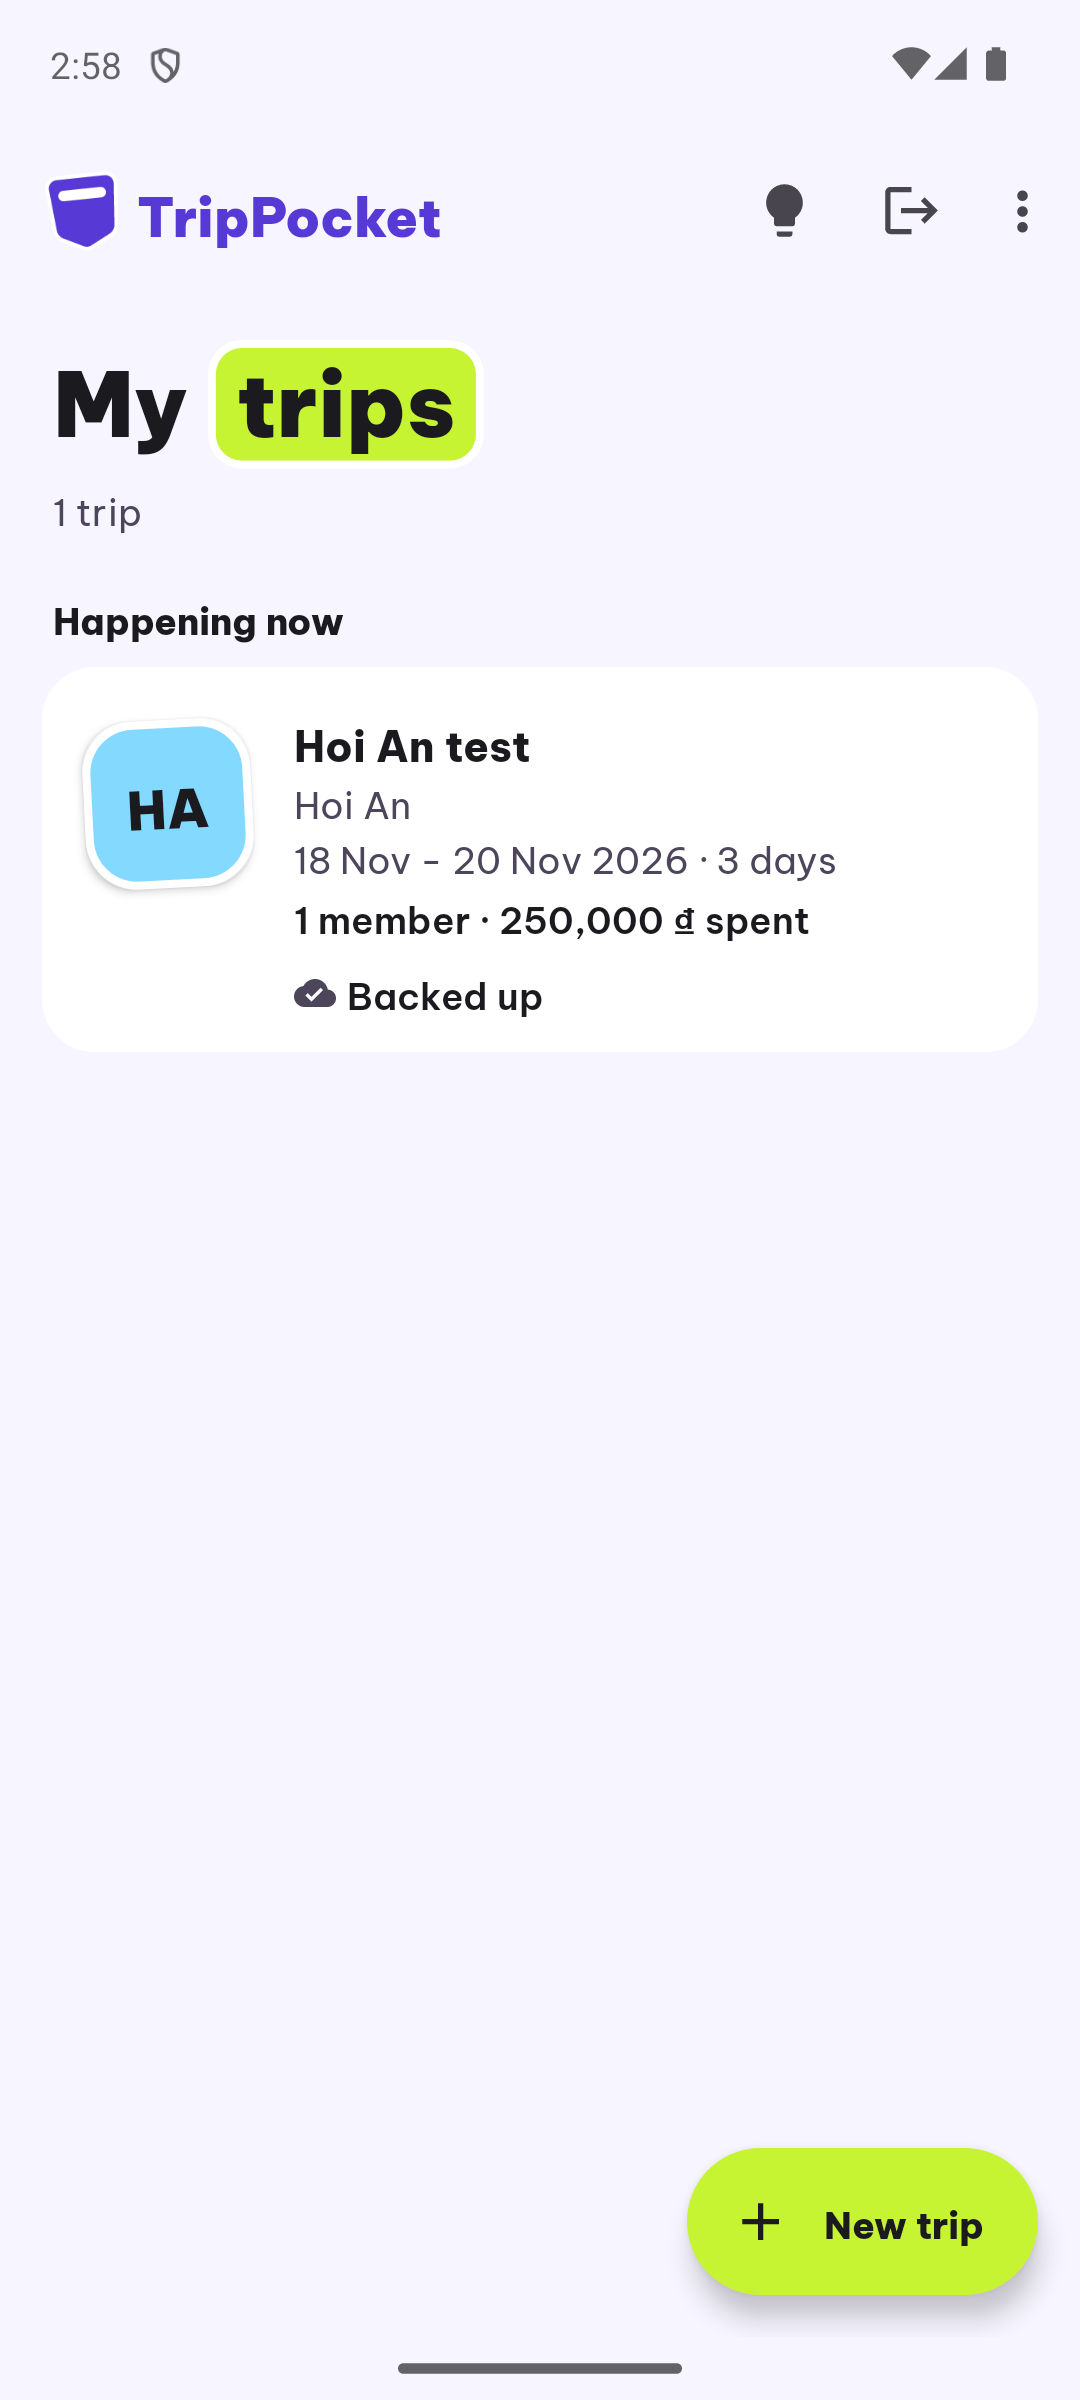 2:58
TripPocket
My trips
1 trip
Happening now
HA
Hoi An test
Hoi An
18 Nov – 20 Nov 2026 · 3 days
1 member · 250,000 ₫ spent
Backed up
New trip